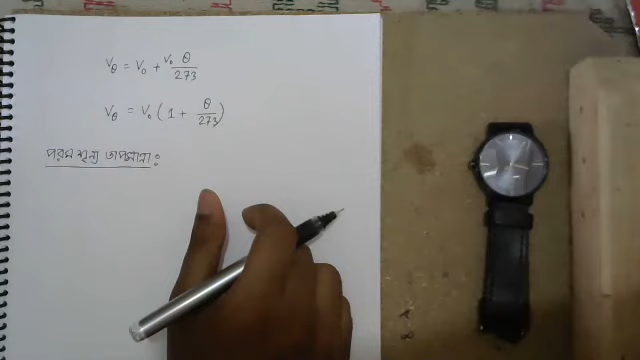 V_θ = V_0 + V_0 θ/273
V_θ = V_0 (1 + θ/273)
পরম শূন্য তাপমাত্রা :